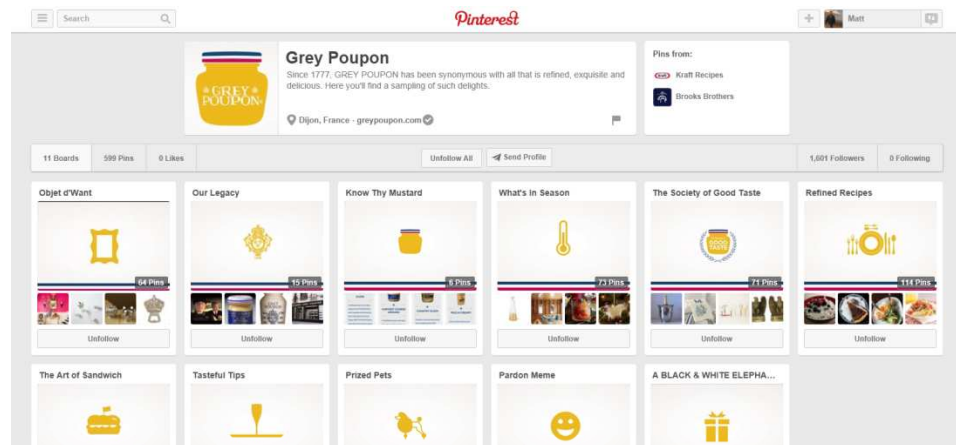 Search
Pinterest
Matt
GREY
POUPON
Grey Poupon
Since 1777, GREY POUPON has been synonymous with all that is refined, exquisite and
delicious. Here you'll find a sampling of such delights.
Dijon, France · greypoupon.com
Pins from:
Kraft Recipes
Brooks Brothers
11 Boards 599 Pins 0 Likes Unfollow All Send Profile 1,601 Followers 0 Following
Objet d'Want Our Legacy Know Thy Mustard What's in Season The Society of Good Taste Refined Recipes
GOOD
TASTE
64 Pins 15 Pins 6 Pins 73 Pins 71 Pins 114 Pins
Unfollow Unfollow Unfollow Unfollow Unfollow Unfollow
The Art of Sandwich Tasteful Tips Prized Pets Pardon Meme A BLACK & WHITE ELEPHA...